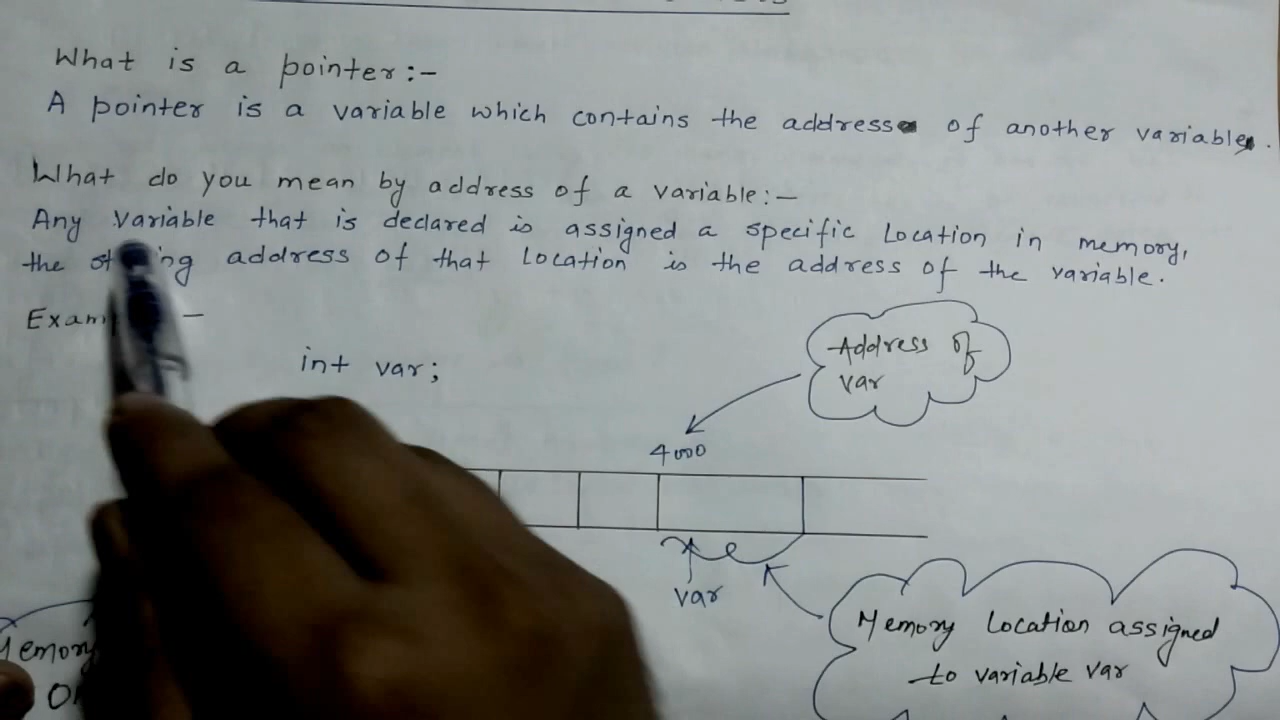 What is a pointer:-
A pointer is a variable which contains the address of another variable.
What do you mean by address of a variable:-
Any variable that is declared is assigned a specific Location in memory,
the address of that Location is the address of the variable.
int var;
Address of
var
4000
var
Memory Location assigned
to variable var
Memory